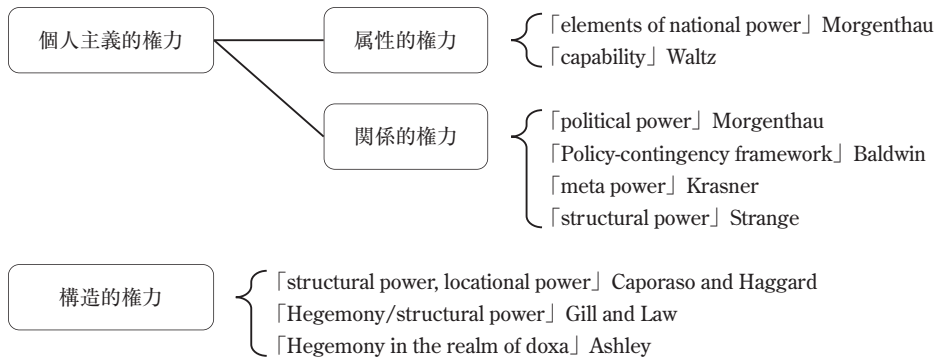 個人主義的権力
属性的権力
「elements of national power」Morgenthau
「capability」Waltz
関係的権力
「political power」Morgenthau
「Policy-contingency framework」Baldwin
「meta power」Krasner
「structural power」Strange
構造的権力
「structural power, locational power」Caporaso and Haggard
「Hegemony/structural power」Gill and Law
「Hegemony in the realm of doxa」Ashley